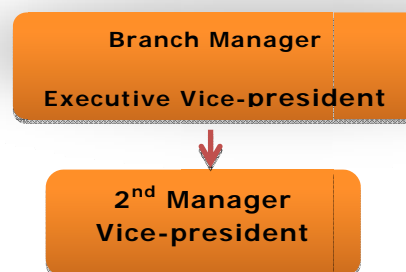 Branch Manager
Executive Vice-president
2nd Manager
Vice-president